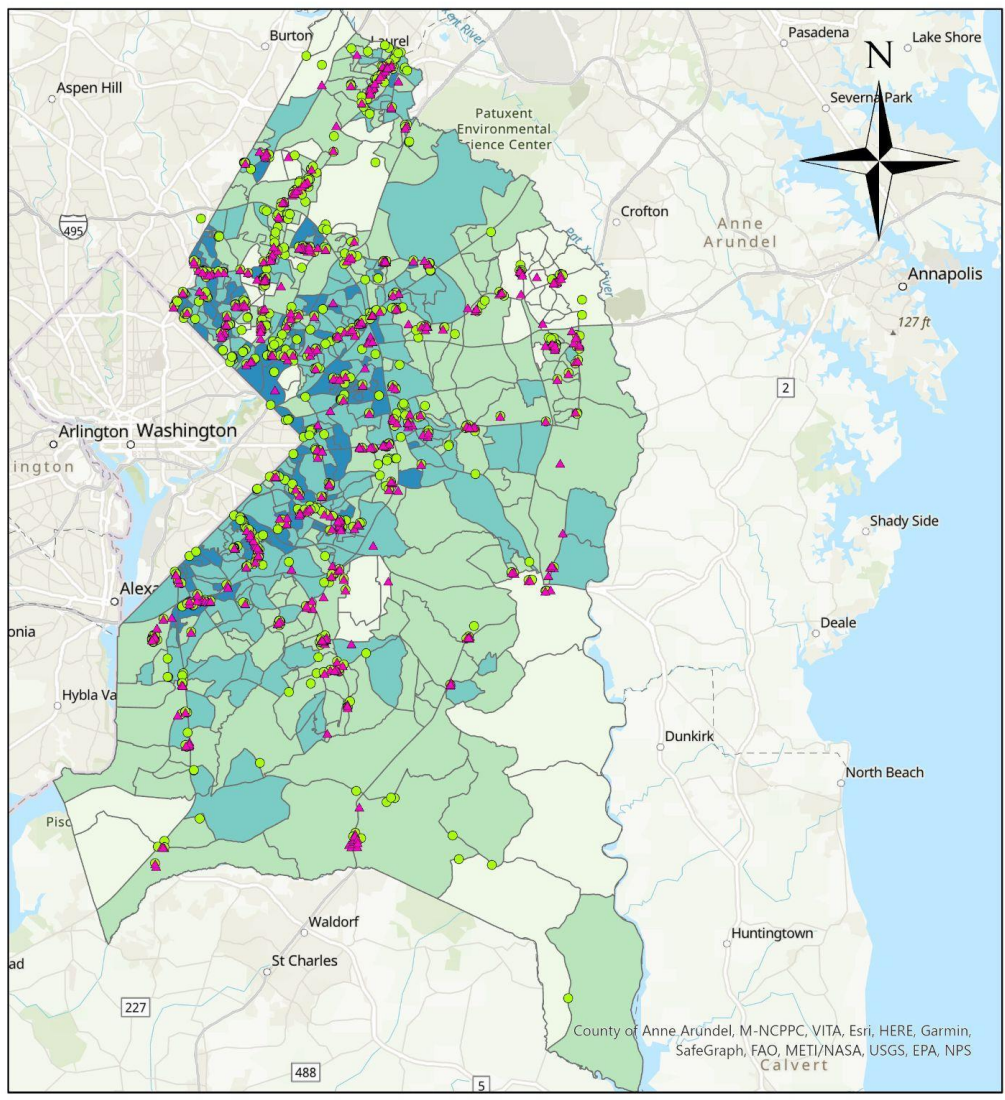 Burton
Laurel
Pasadena
Lake Shore
N
Aspen Hill
Severna Park
Patuxent
Environmental
Science Center
Crofton
495
Anne
Arundel
Annapolis
127 ft
2
Arlington
Washington
ington
Shady Side
Alexa
onia
Deale
Hybla Va
Dunkirk
North Beach
Pisc
Waldorf
Huntingtown
St Charles
ad
227
County of Anne Arundel, M-NCPPC, VITA, Esri, HERE, Garmin,
SafeGraph, FAO, METI/NASA, USGS, EPA, NPS
Calvert
488
5